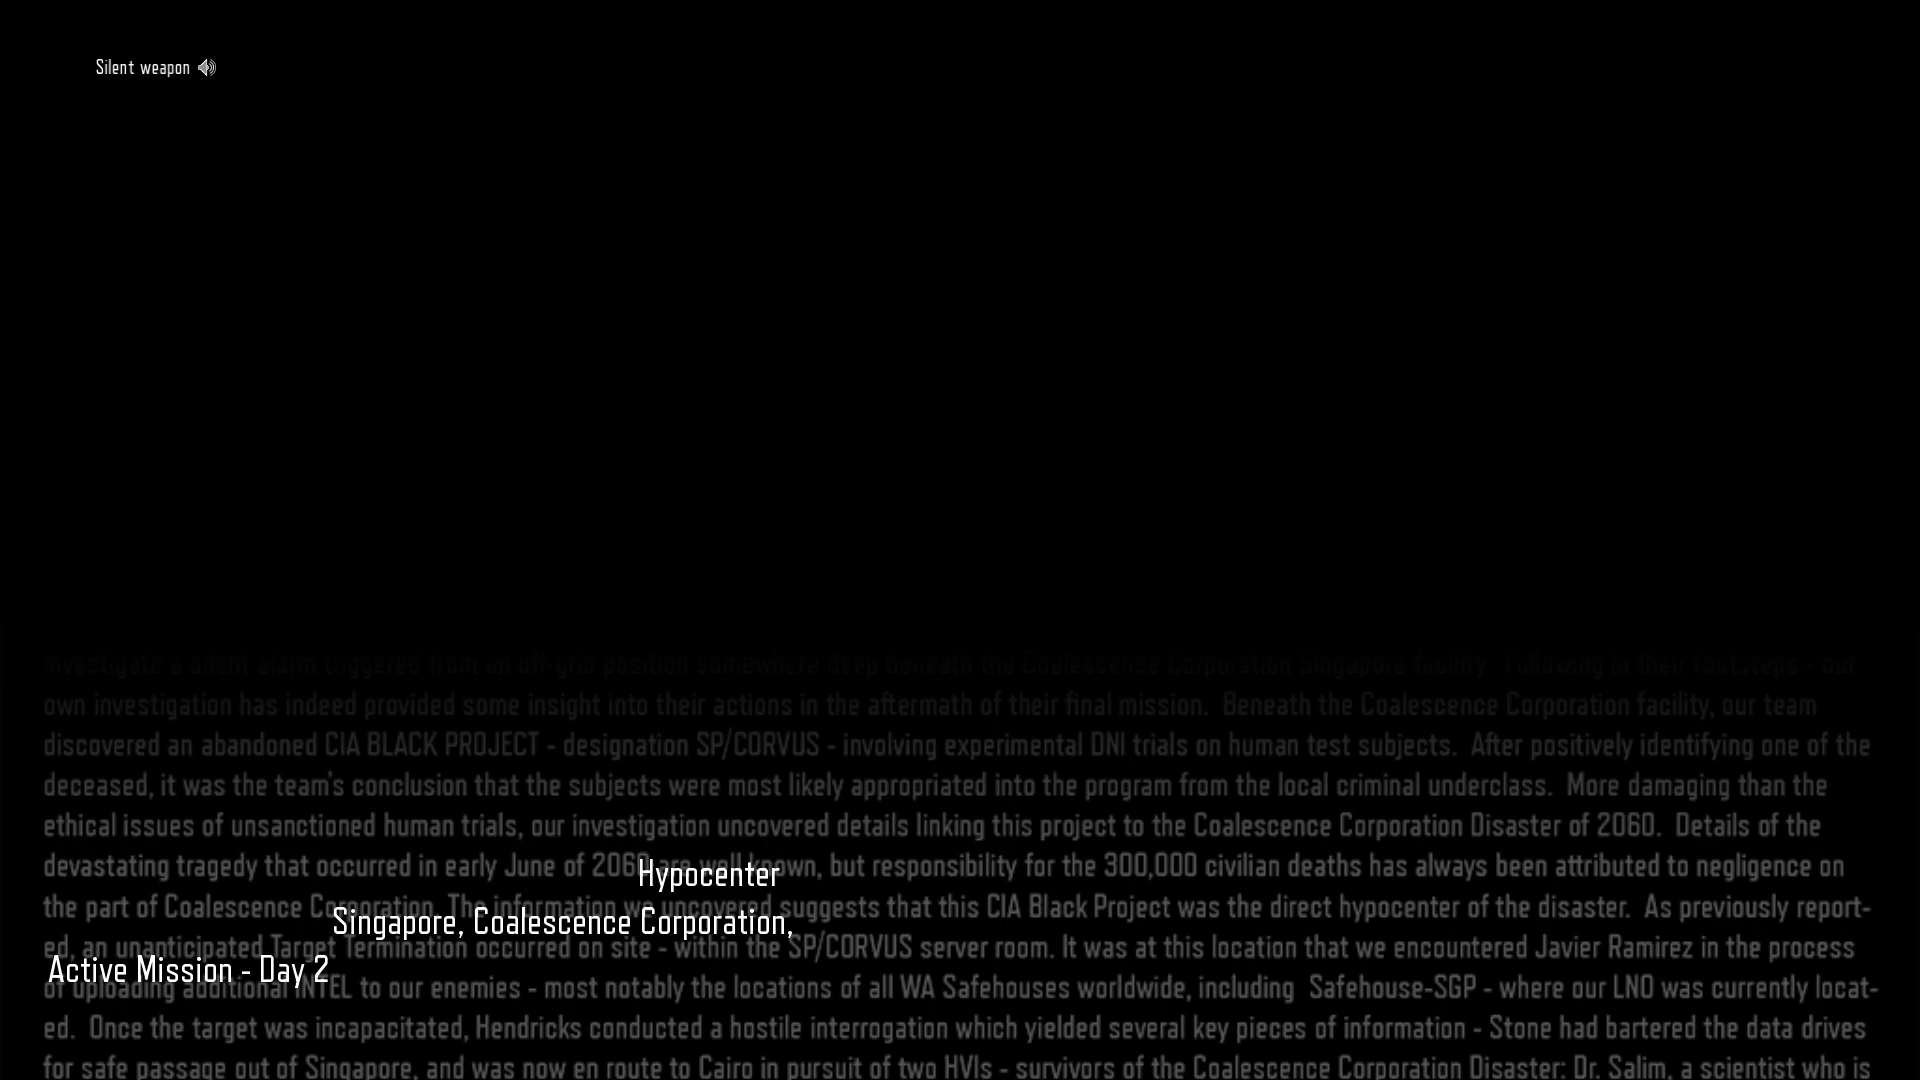 Silent weapon
investigate a silent alarm triggered from an off-grid position somewhere deep beneath the Coalescence Corporation Singapore facility. Following in their footsteps - our
own investigation has indeed provided some insight into their actions in the aftermath of their final mission. Beneath the Coalescence Corporation facility, our team
discovered an abandoned CIA BLACK PROJECT - designation SP/CORVUS - involving experimental DNI trials on human test subjects. After positively identifying one of the
deceased, it was the team's conclusion that the subjects were most likely appropriated into the program from the local criminal underclass. More damaging than the
ethical issues of unsanctioned human trials, our investigation uncovered details linking this project to the Coalescence Corporation Disaster of 2060. Details of the
devastating tragedy that occurred in early June of 2060 are well known, but responsibility for the 300,000 civilian deaths has always been attributed to negligence on
Hypocenter
the part of Coalescence Corporation. The information we uncovered suggests that this CIA Black Project was the direct hypocenter of the disaster. As previously report-
Singapore, Coalescence Corporation,
ed, an unanticipated Target Termination occurred on site - within the SP/CORVUS server room. It was at this location that we encountered Javier Ramirez in the process
Active Mission - Day 2
of uploading additional INTEL to our enemies - most notably the locations of all WA Safehouses worldwide, including Safehouse-SGP - where our LNO was currently locat-
ed. Once the target was incapacitated, Hendricks conducted a hostile interrogation which yielded several key pieces of information - Stone had bartered the data drives
for safe passage out of Singapore, and was now en route to Cairo in pursuit of two HVIs - survivors of the Coalescence Corporation Disaster: Dr. Salim, a scientist who is